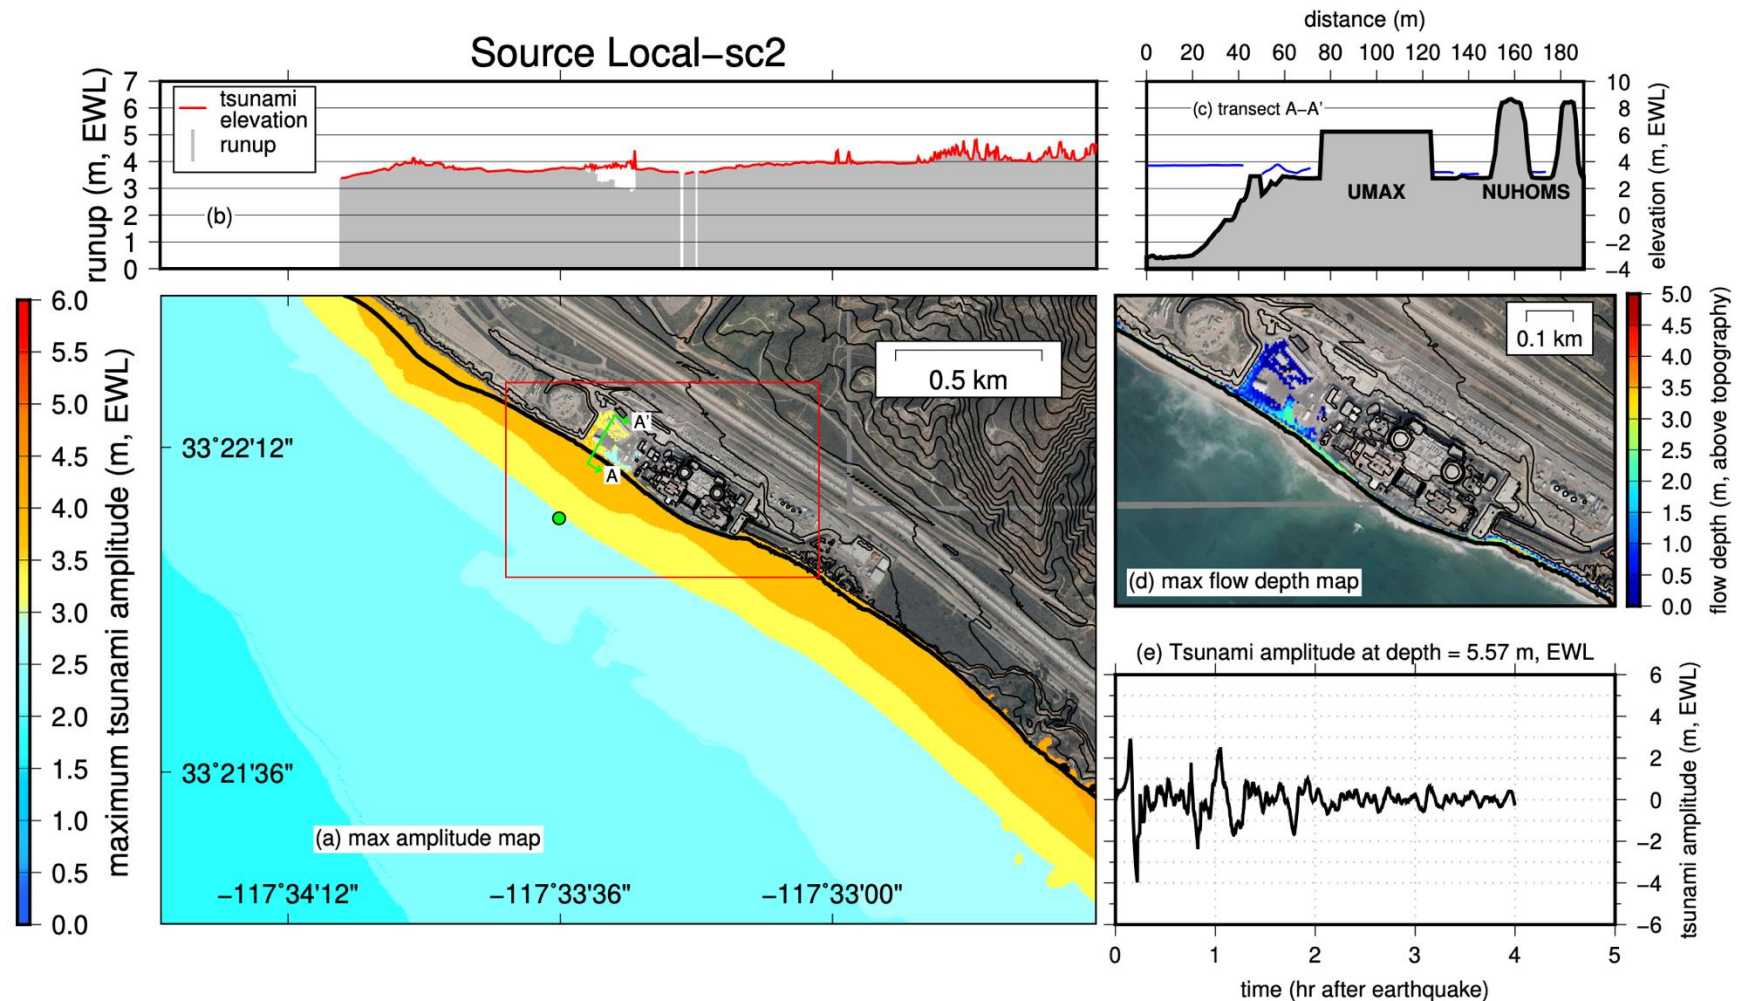 Source Local−sc2
7
6
5
4
3
2
1
0
runup (m, EWL)
tsunami
elevation
runup
(b)
distance (m)
0 20 40 60 80 100 120 140 160 180
10
8
6
4
2
0
−2
−4
elevation (m, EWL)
(c) transect A−A'
UMAX
NUHOMS
6.0
5.5
5.0
4.5
4.0
3.5
3.0
2.5
2.0
1.5
1.0
0.5
0.0
maximum tsunami amplitude (m, EWL)
0.5 km
33˚22'12"
33˚21'36"
A'
A
(a) max amplitude map
−117˚34'12"
−117˚33'36"
−117˚33'00"
0.1 km
(d) max flow depth map
5.0
4.5
4.0
3.5
3.0
2.5
2.0
1.5
1.0
0.5
0.0
flow depth (m, above topography)
(e) Tsunami amplitude at depth = 5.57 m, EWL
6
4
2
0
−2
−4
−6
tsunami amplitude (m, EWL)
0 1 2 3 4 5
time (hr after earthquake)